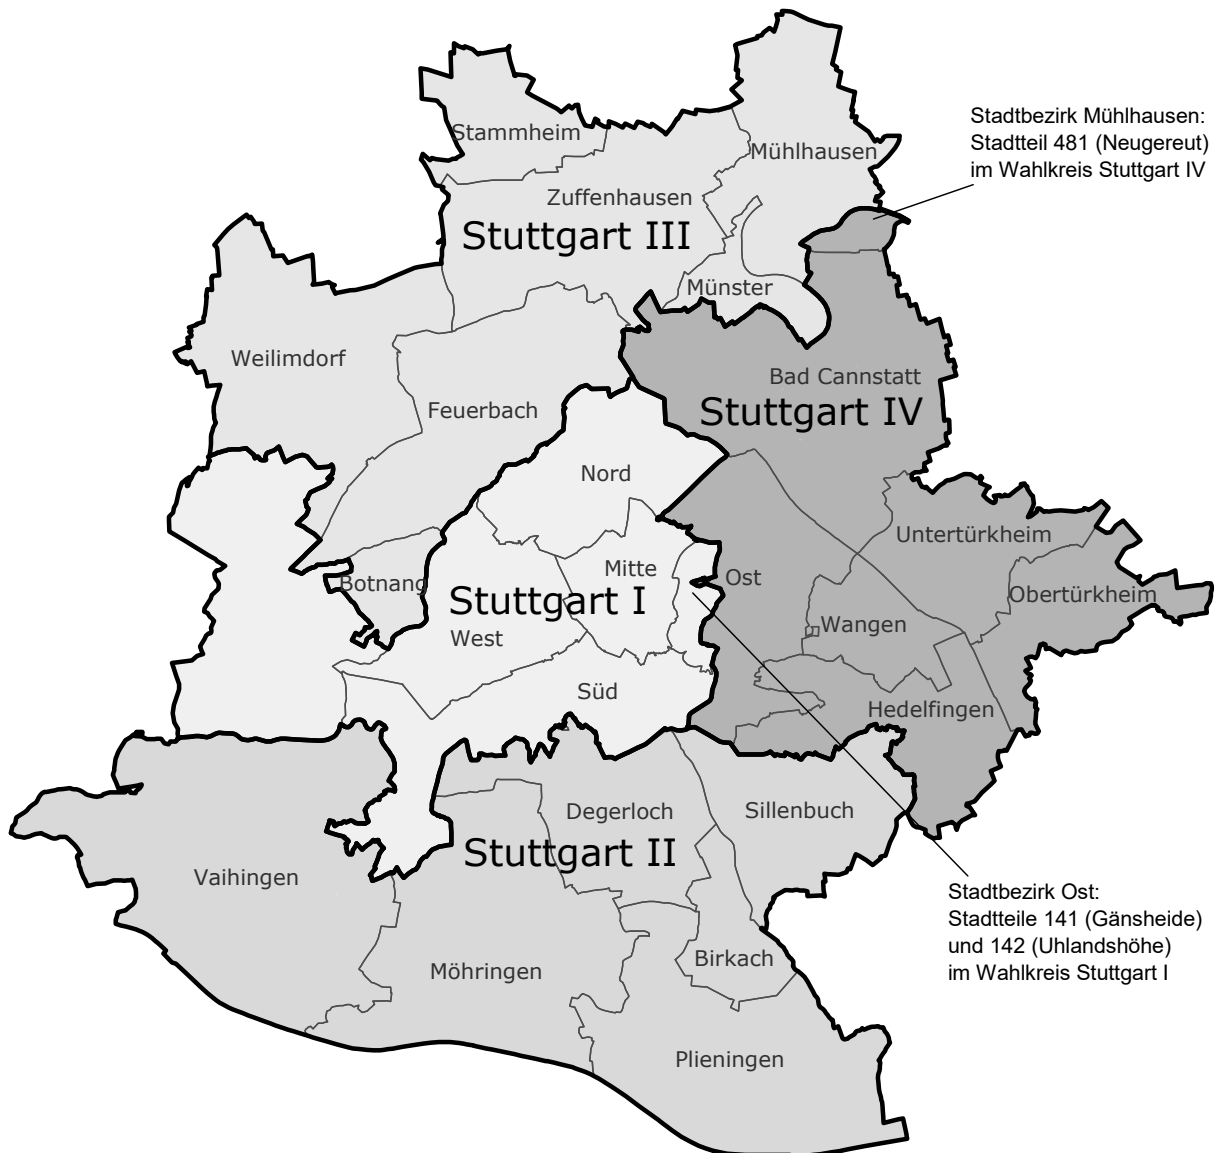 Stadtbezirk Mühlhausen:
Stadtteil 481 (Neugereut)
im Wahlkreis Stuttgart IV
Stammheim
Mühlhausen
Zuffenhausen
Stuttgart III
Münster
Weilimdorf
Bad Cannstatt
Feuerbach
Stuttgart IV
Nord
Untertürkheim
Botnang
Mitte
Ost
Obertürkheim
Stuttgart I
West
Wangen
Süd
Hedelfingen
Degerloch
Sillenbuch
Stuttgart II
Vaihingen
Stadtbezirk Ost:
Stadtteile 141 (Gänsheide)
und 142 (Uhlandshöhe)
im Wahlkreis Stuttgart I
Birkach
Möhringen
Plieningen